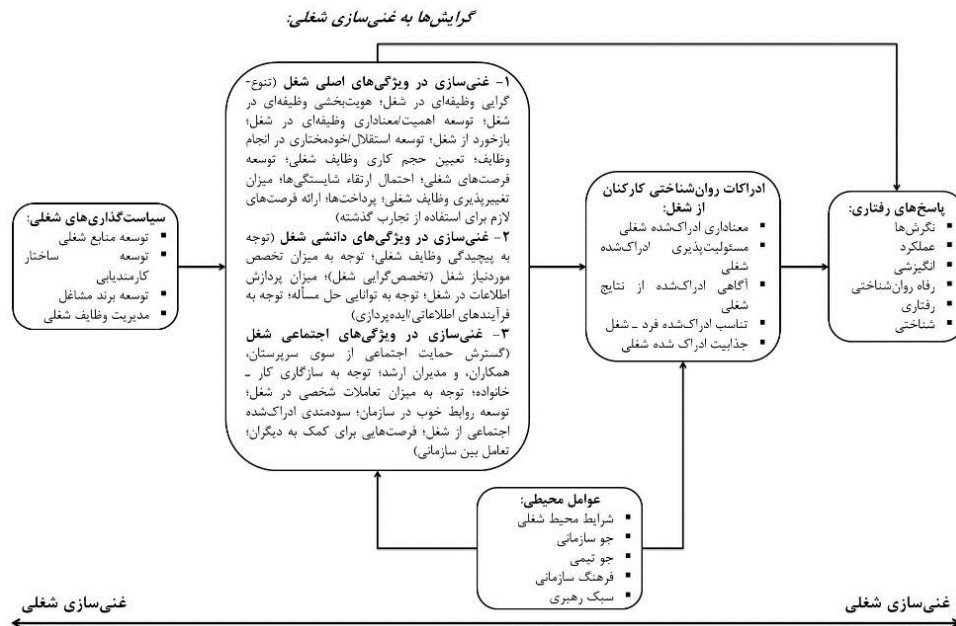 گرایش‌ها به غنی‌سازی شغلی:
سیاست‌گذاری‌های شغلی:
▪ توسعه منابع شغلی
▪ توسعه ساختار
کارمندیابی
▪ توسعه برند مشاغل
▪ مدیریت وظایف شغلی
۱- غنی‌سازی در ویژگی‌های اصلی شغل (تنوع-
گرایی وظیفه‌ای در شغل؛ هویت‌بخشی وظیفه‌ای در
شغل؛ توسعه اهمیت/معناداری وظیفه‌ای در شغل؛
بازخورد از شغل؛ توسعه استقلال/خودمختاری در انجام
وظایف؛ تعیین حجم کاری وظایف شغلی؛ توسعه
فرصت‌های شغلی؛ احتمال ارتقاء شایستگی‌ها؛ میزان
تغییرپذیری وظایف شغلی؛ پرداخت‌ها؛ ارائه فرصت‌های
لازم برای استفاده از تجارب گذشته)
۲- غنی‌سازی در ویژگی‌های دانشی شغل (توجه
به پیچیدگی وظایف شغلی؛ توجه به میزان تخصص
موردنیاز شغل (تخصص‌گرایی شغل)؛ میزان پردازش
اطلاعات در شغل؛ توجه به توانایی حل مسأله؛ توجه به
فرآیندهای اطلاعاتی/ایده‌پردازی)
۳- غنی‌سازی در ویژگی‌های اجتماعی شغل
(گسترش حمایت اجتماعی از سوی سرپرستان،
همکاران، و مدیران ارشد؛ توجه به سازگاری کار ـ
خانواده؛ توجه به میزان تعاملات شخصی در شغل؛
توسعه روابط خوب در سازمان؛ سودمندی ادراک‌شده
اجتماعی از شغل؛ فرصت‌هایی برای کمک به دیگران؛
تعامل بین سازمانی)
ادراکات روان‌شناختی کارکنان
از شغل:
▪ معناداری ادراک‌شده شغلی
▪ مسئولیت‌پذیری ادراک‌شده
شغلی
▪ آگاهی ادراک‌شده از نتایج
شغلی
▪ تناسب ادراک‌شده فرد ـ شغل
▪ جذابیت ادراک شده شغلی
پاسخ‌های رفتاری:
▪ نگرش‌ها
▪ عملکرد
▪ انگیزشی
▪ رفاه روان‌شناختی
▪ رفتاری
▪ شناختی
عوامل محیطی:
▪ شرایط محیط شغلی
▪ جو سازمانی
▪ جو تیمی
▪ فرهنگ سازمانی
▪ سبک رهبری
غنی‌سازی شغلی
غنی‌سازی شغلی